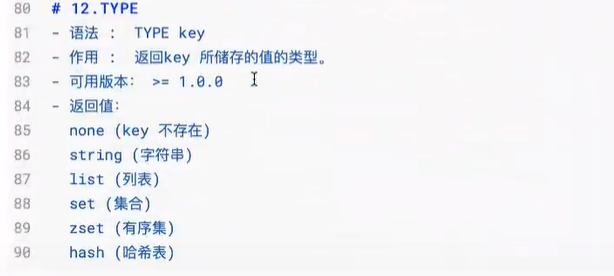 80 # 12.TYPE
81 - 语法 : TYPE key
82 - 作用 : 返回key 所储存的值的类型。
83 - 可用版本: >= 1.0.0
84 - 返回值:
85 none (key 不存在)
86 string (字符串)
87 list (列表)
88 set (集合)
89 zset (有序集)
90 hash (哈希表)